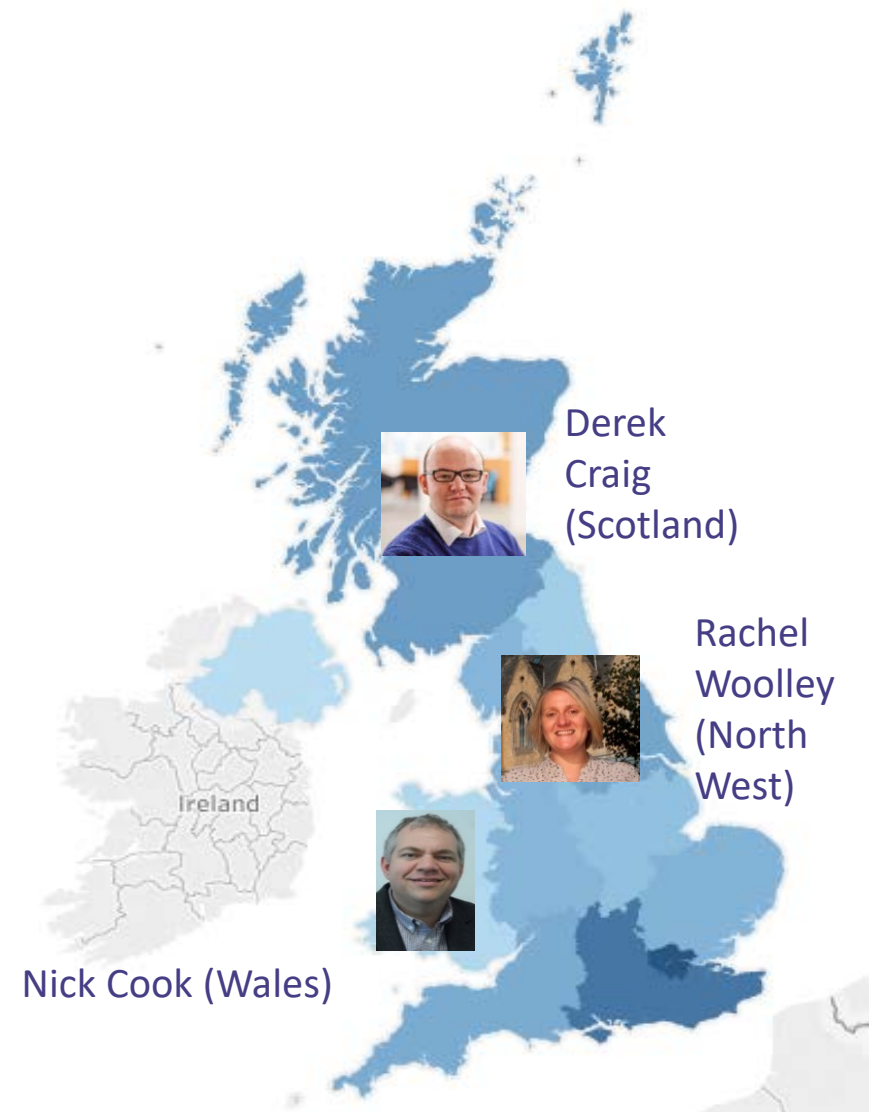 Derek
Craig
(Scotland)
Rachel
Woolley
(North
West)
Ireland
Nick Cook (Wales)